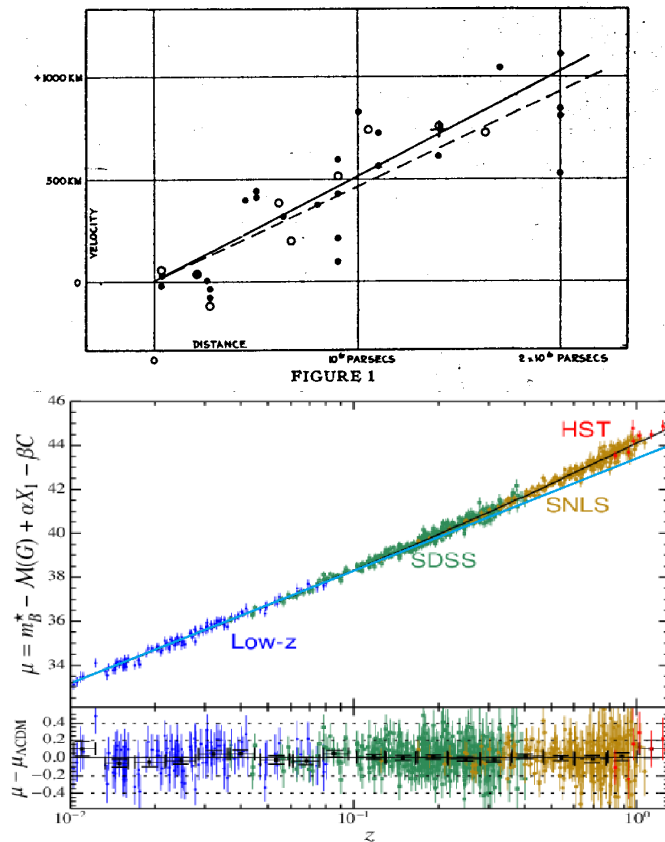 +1000 KM
500 KM
0
VELOCITY
DISTANCE
0
10⁶ PARSECS
2 x 10⁶ PARSECS
FIGURE 1
46
44
42
40
38
36
34
μ = m*B − M(G) + αX₁ − βC
HST
SNLS
SDSS
Low-z
0.4
0.2
0.0
−0.2
−0.4
μ − μΛCDM
10⁻²
10⁻¹
10⁰
z